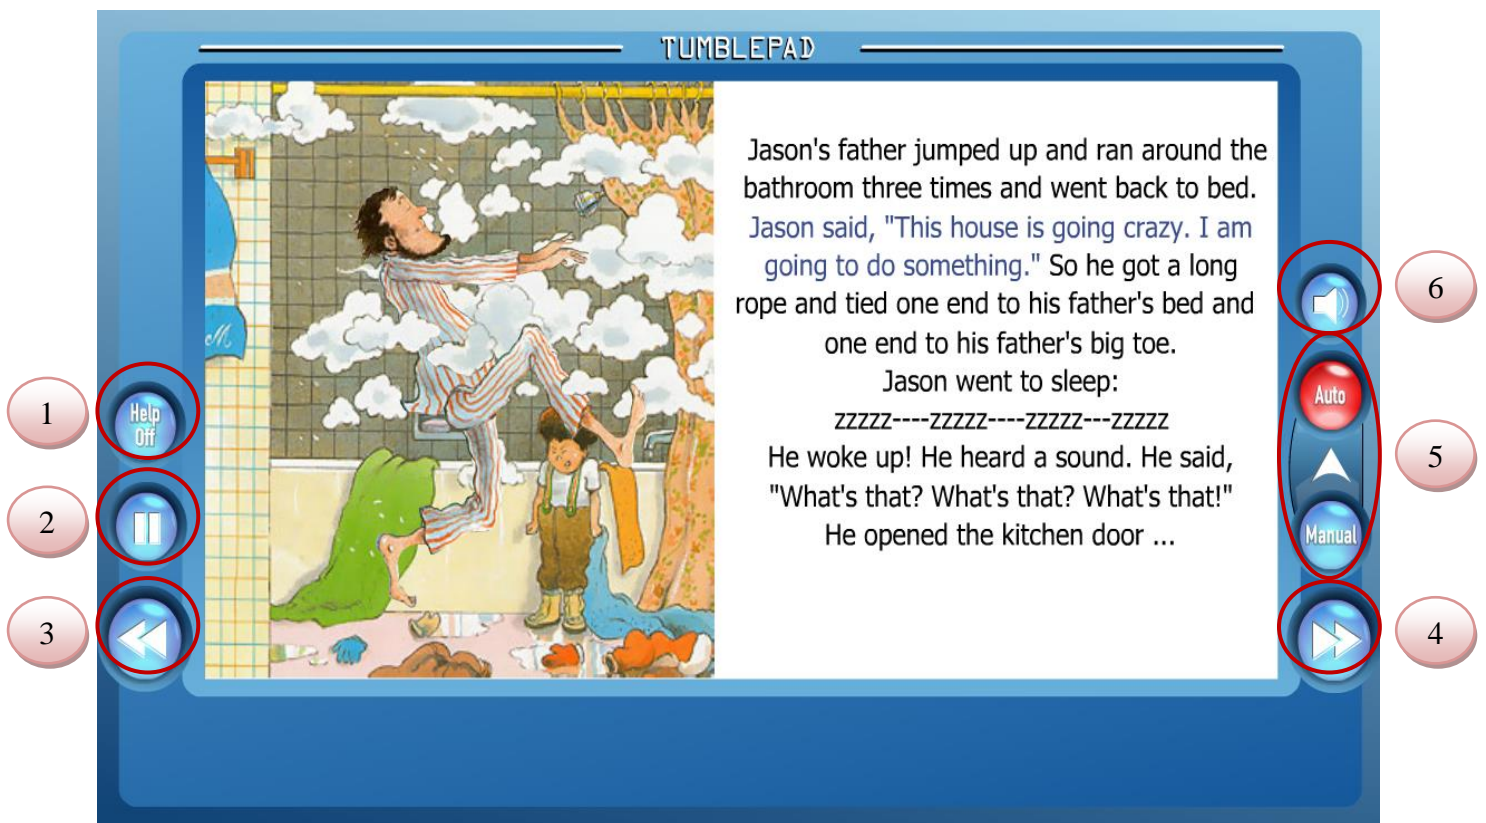 TUMBLEPAD
Jason's father jumped up and ran around the
bathroom three times and went back to bed.
Jason said, "This house is going crazy. I am
going to do something." So he got a long
rope and tied one end to his father's bed and
one end to his father's big toe.
Jason went to sleep:
zzzzz----zzzzz----zzzzz---zzzzz
He woke up! He heard a sound. He said,
"What's that? What's that? What's that!"
He opened the kitchen door ...
M
1
Help
Off
2
3
6
Auto
5
Manual
4